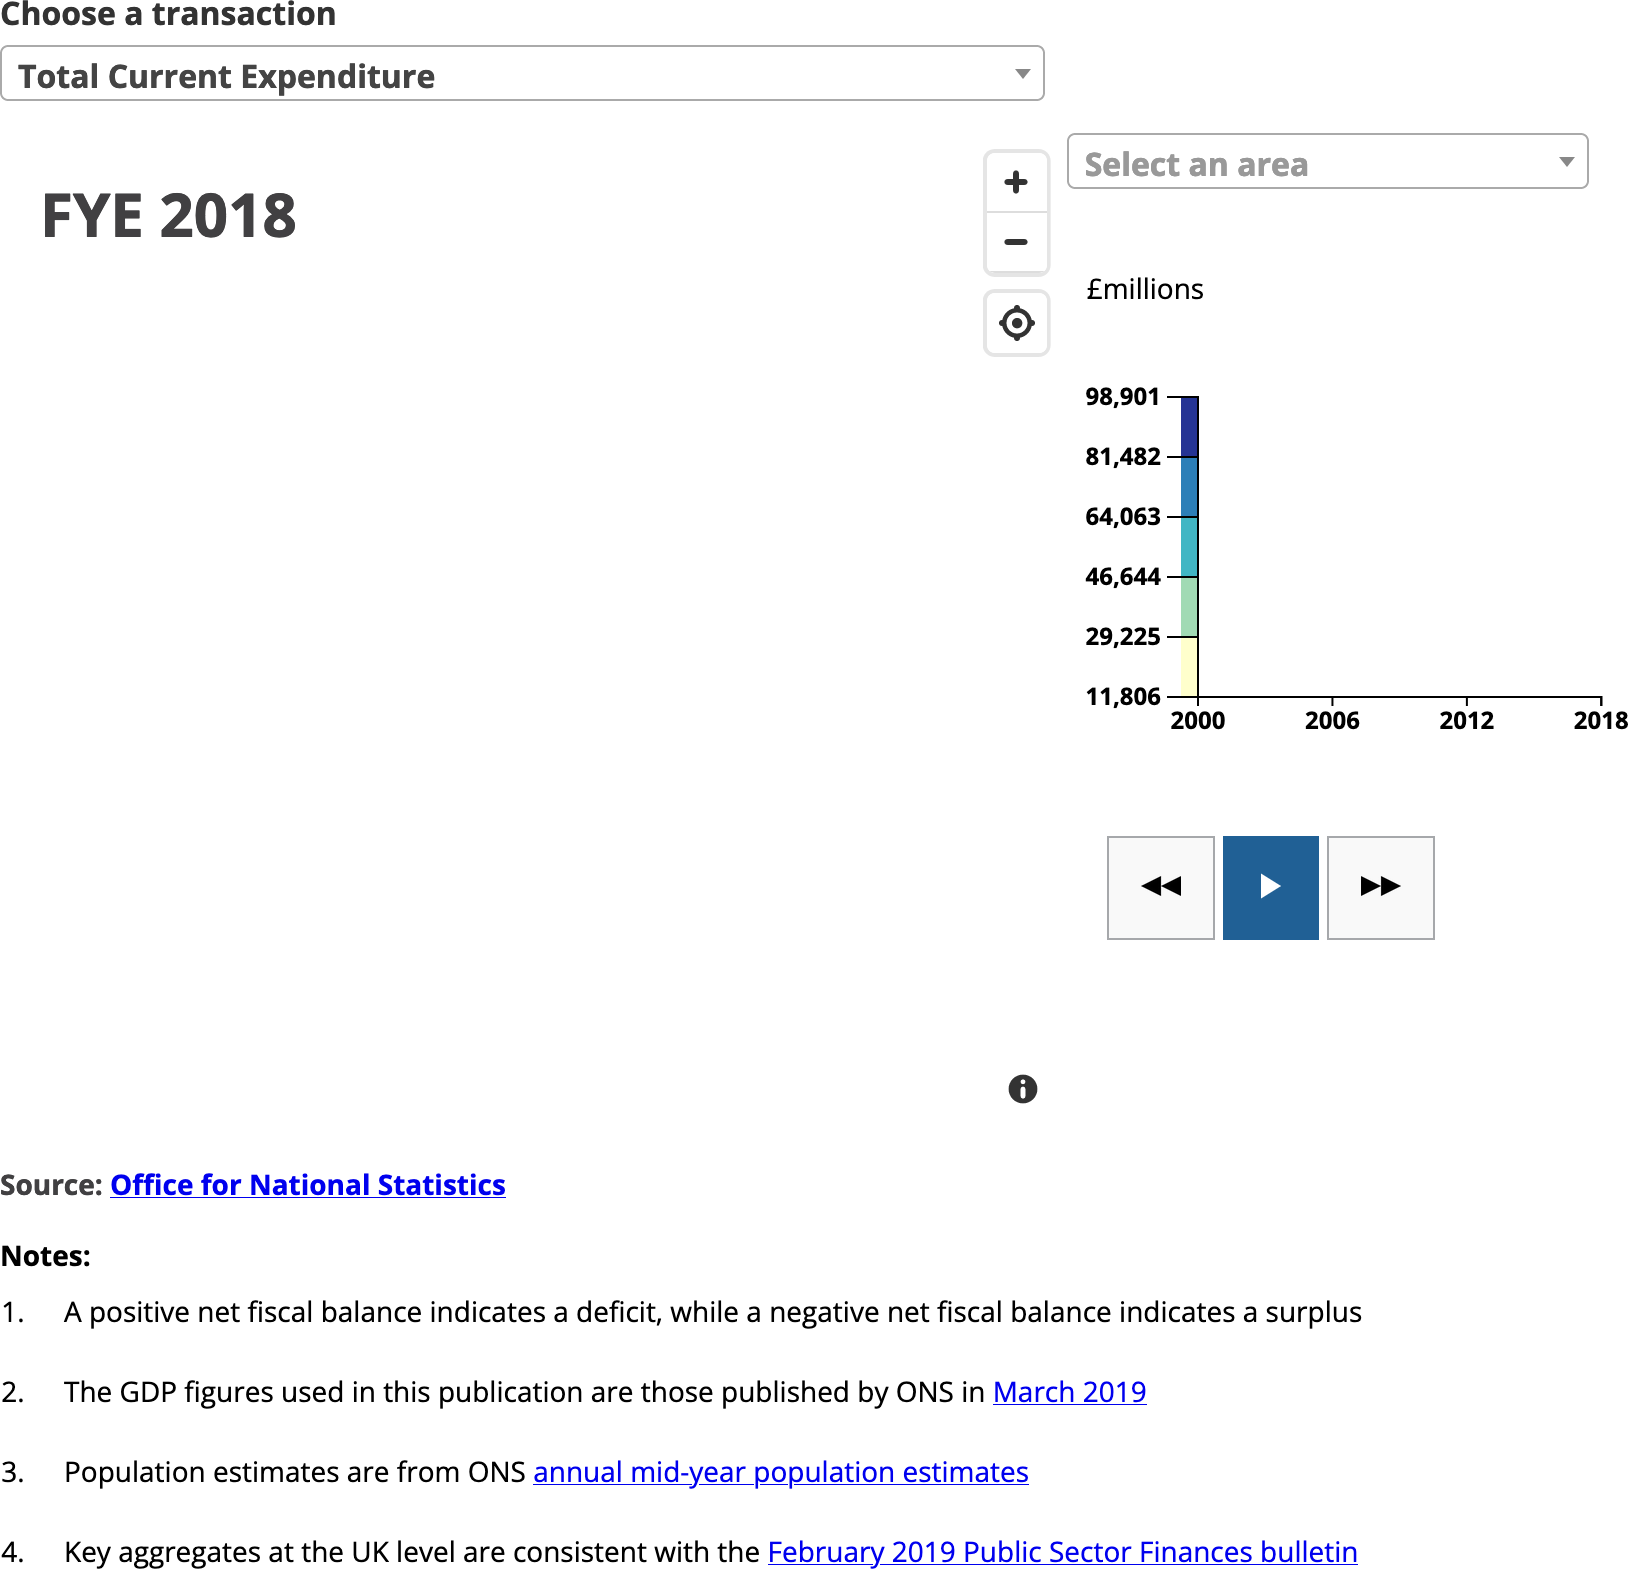 Choose a transaction
Total Current Expenditure
Select an area
FYE 2018
£millions
98,901
81,482
64,063
46,644
29,225
11,806
2000 2006 2012 2018
Source: Office for National Statistics
Notes:
1. A positive net fiscal balance indicates a deficit, while a negative net fiscal balance indicates a surplus
2. The GDP figures used in this publication are those published by ONS in March 2019
3. Population estimates are from ONS annual mid-year population estimates
4. Key aggregates at the UK level are consistent with the February 2019 Public Sector Finances bulletin